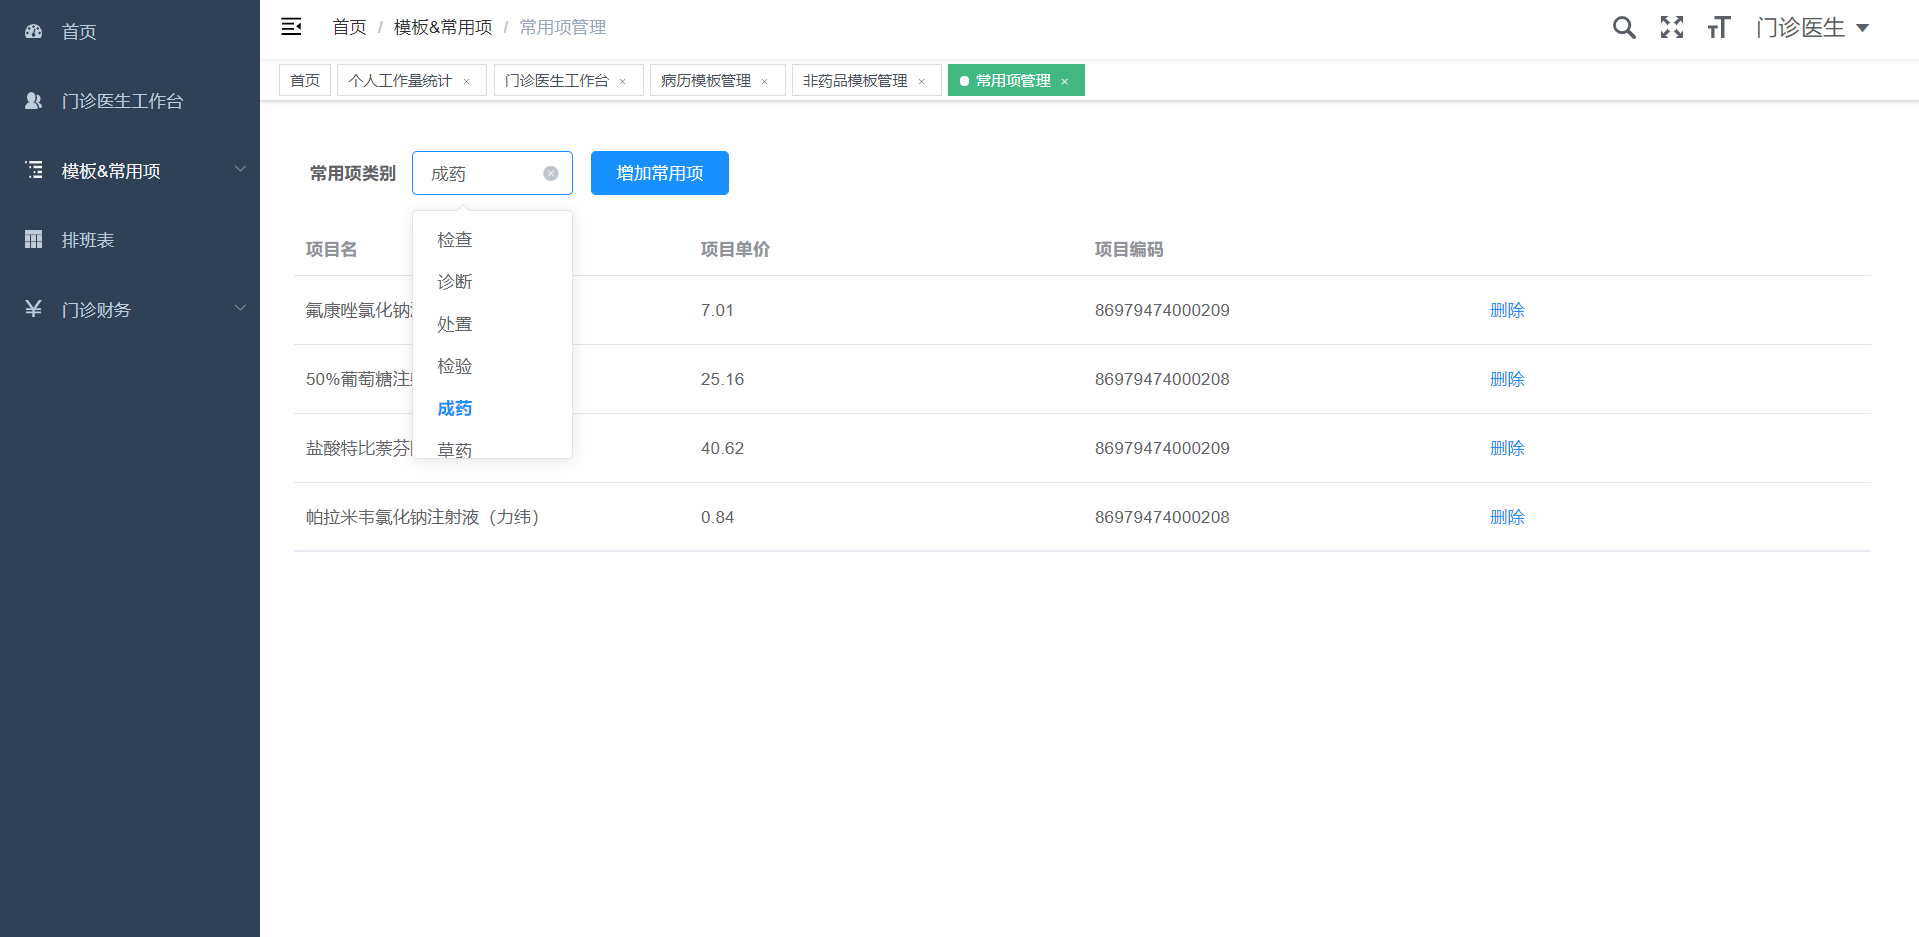 首页
门诊医生工作台
模板&常用项
排班表
门诊财务
首页 / 模板&常用项 / 常用项管理
门诊医生
首页 个人工作量统计 × 门诊医生工作台 × 病历模板管理 × 非药品模板管理 × 常用项管理 ×
常用项类别 成药 增加常用项
检查
诊断
处置
检验
成药
草药
项目名 项目单价 项目编码
氟康唑氯化钠 7.01 86979474000209 删除
50%葡萄糖注 25.16 86979474000208 删除
盐酸特比萘芬 40.62 86979474000209 删除
帕拉米韦氯化钠注射液（力纬） 0.84 86979474000208 删除